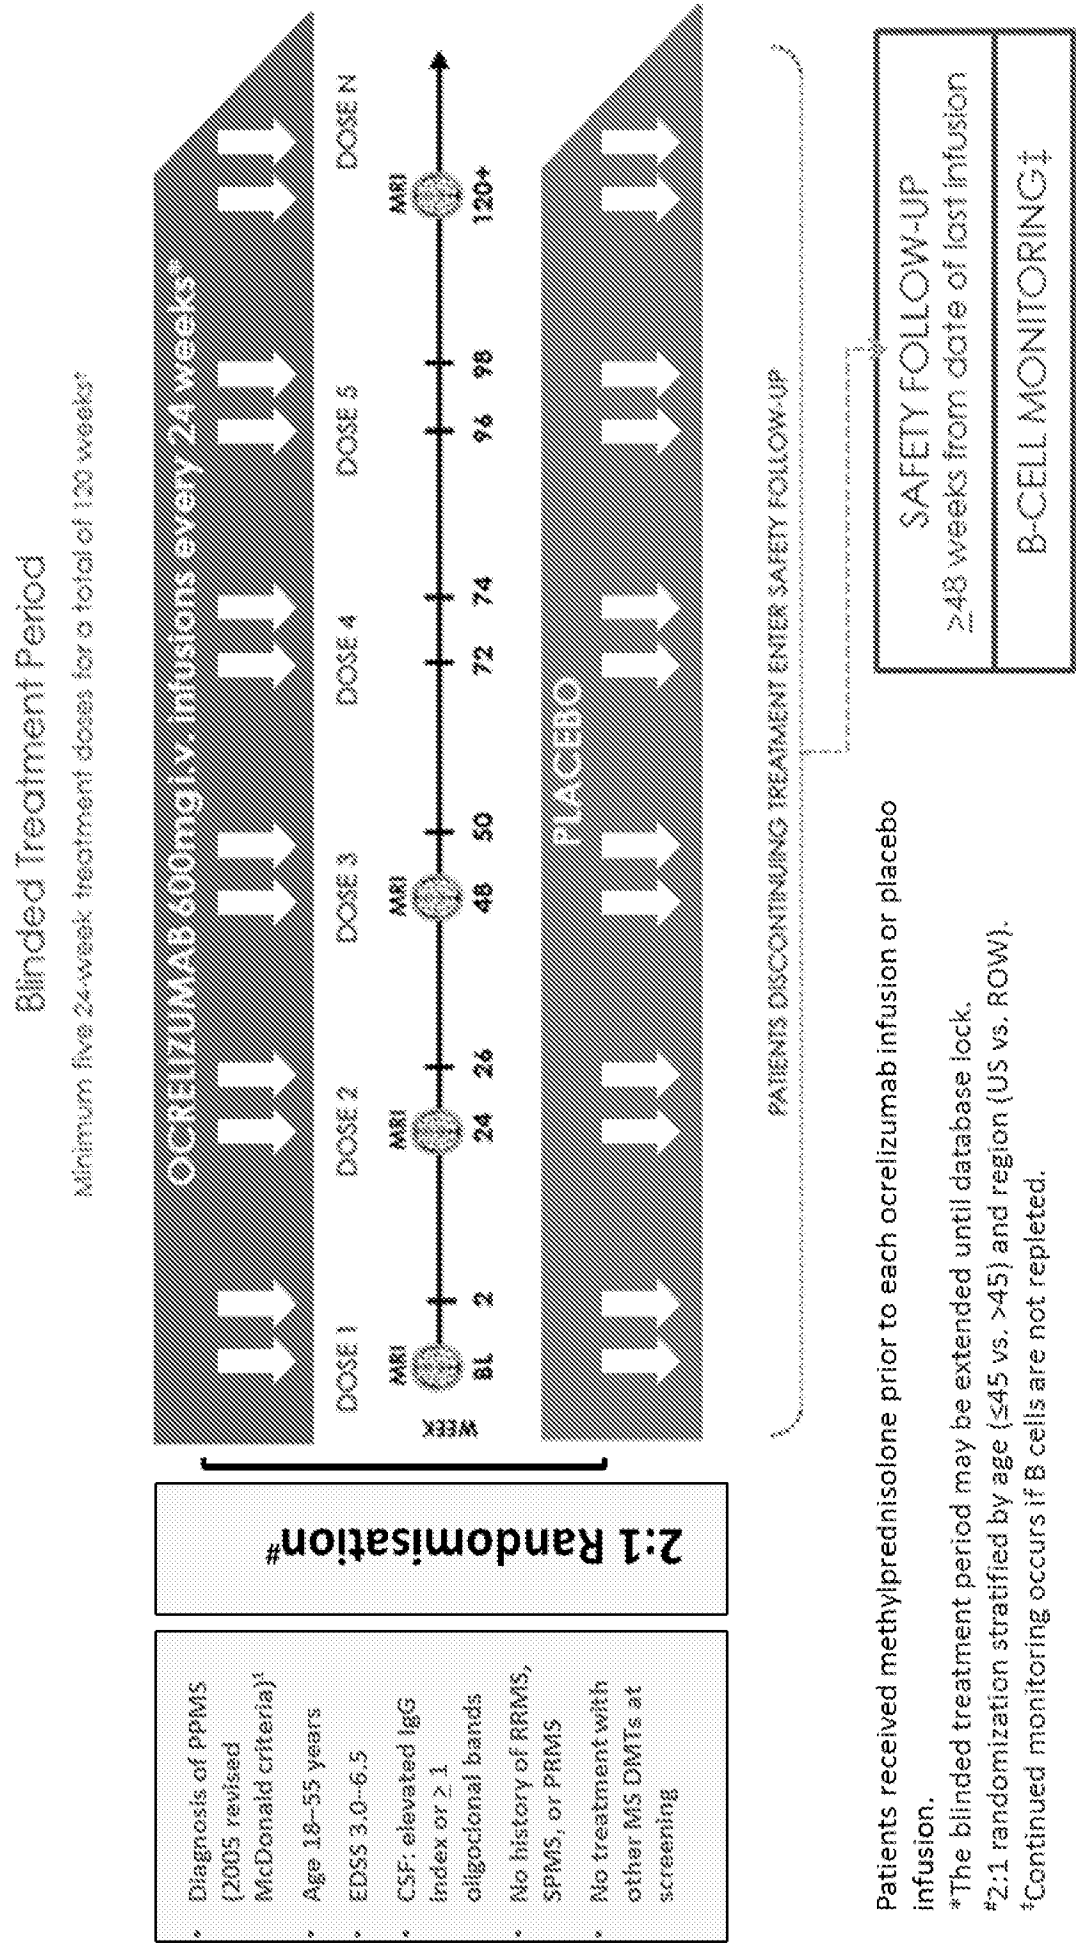 Blinded Treatment Period
Minimum five 24-week treatment doses for a total of 120 weeks*
• Diagnosis of PPMS
(2005 revised
McDonald criteria)¹
• Age 18–55 years
• EDSS 3.0–6.5
• CSF: elevated IgG
index or ≥ 1
oligoclonal bands
• No history of RRMS,
SPMS, or PRMS
• No treatment with
other MS DMTs at
screening
2:1 Randomisation#
OCRELIZUMAB 600mg i.v. infusions every 24 weeks*
DOSE 1 DOSE 2 DOSE 3 DOSE 4 DOSE 5 DOSE N
MRI MRI MRI MRI
WEEK BL 2 24 26 48 50 72 74 96 98 120+
PLACEBO
PATIENTS DISCONTINUING TREATMENT ENTER SAFETY FOLLOW-UP
SAFETY FOLLOW-UP
≥48 weeks from date of last infusion
B-CELL MONITORING‡
Patients received methylprednisolone prior to each ocrelizumab infusion or placebo
infusion.
*The blinded treatment period may be extended until database lock.
#2:1 randomization stratified by age (≤45 vs. >45) and region (US vs. ROW).
‡Continued monitoring occurs if B cells are not repleted.